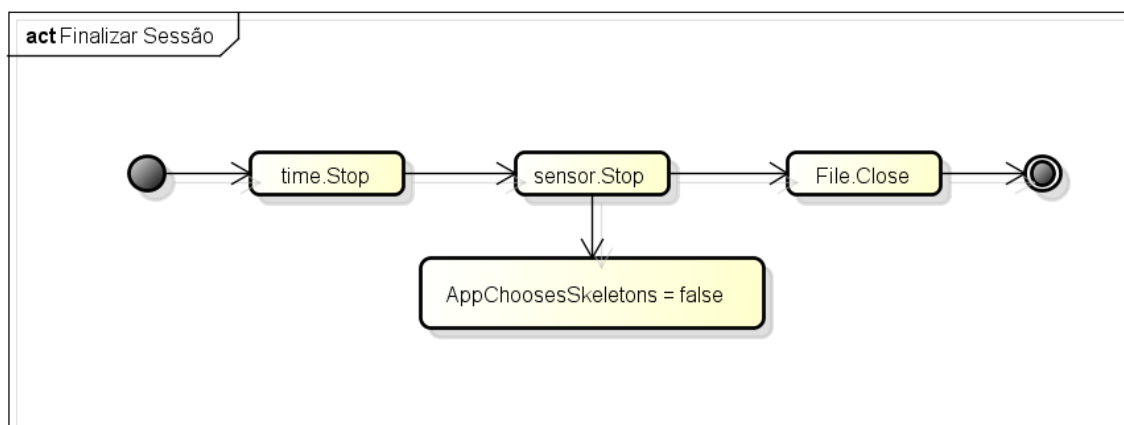 act Finalizar Sessão
time.Stop
sensor.Stop
File.Close
AppChoosesSkeletons = false